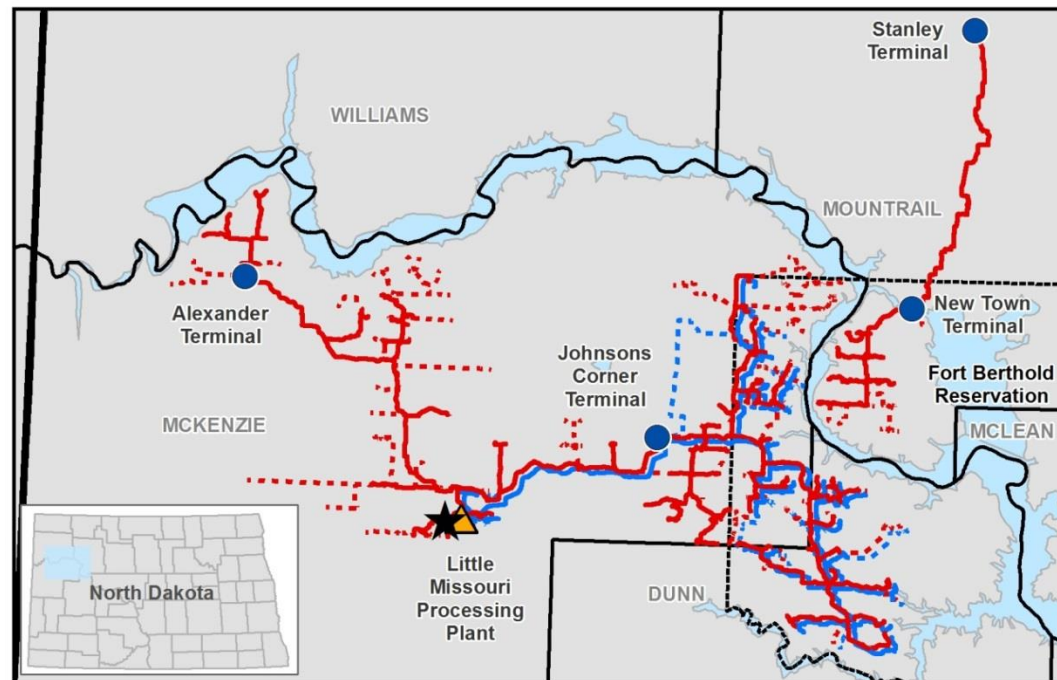 Stanley
Terminal
WILLIAMS
MOUNTRAIL
Alexander
Terminal
New Town
Terminal
Johnsons
Corner
Terminal
Fort Berthold
Reservation
MCKENZIE
MCLEAN
Little
Missouri
Processing
Plant
DUNN
North Dakota